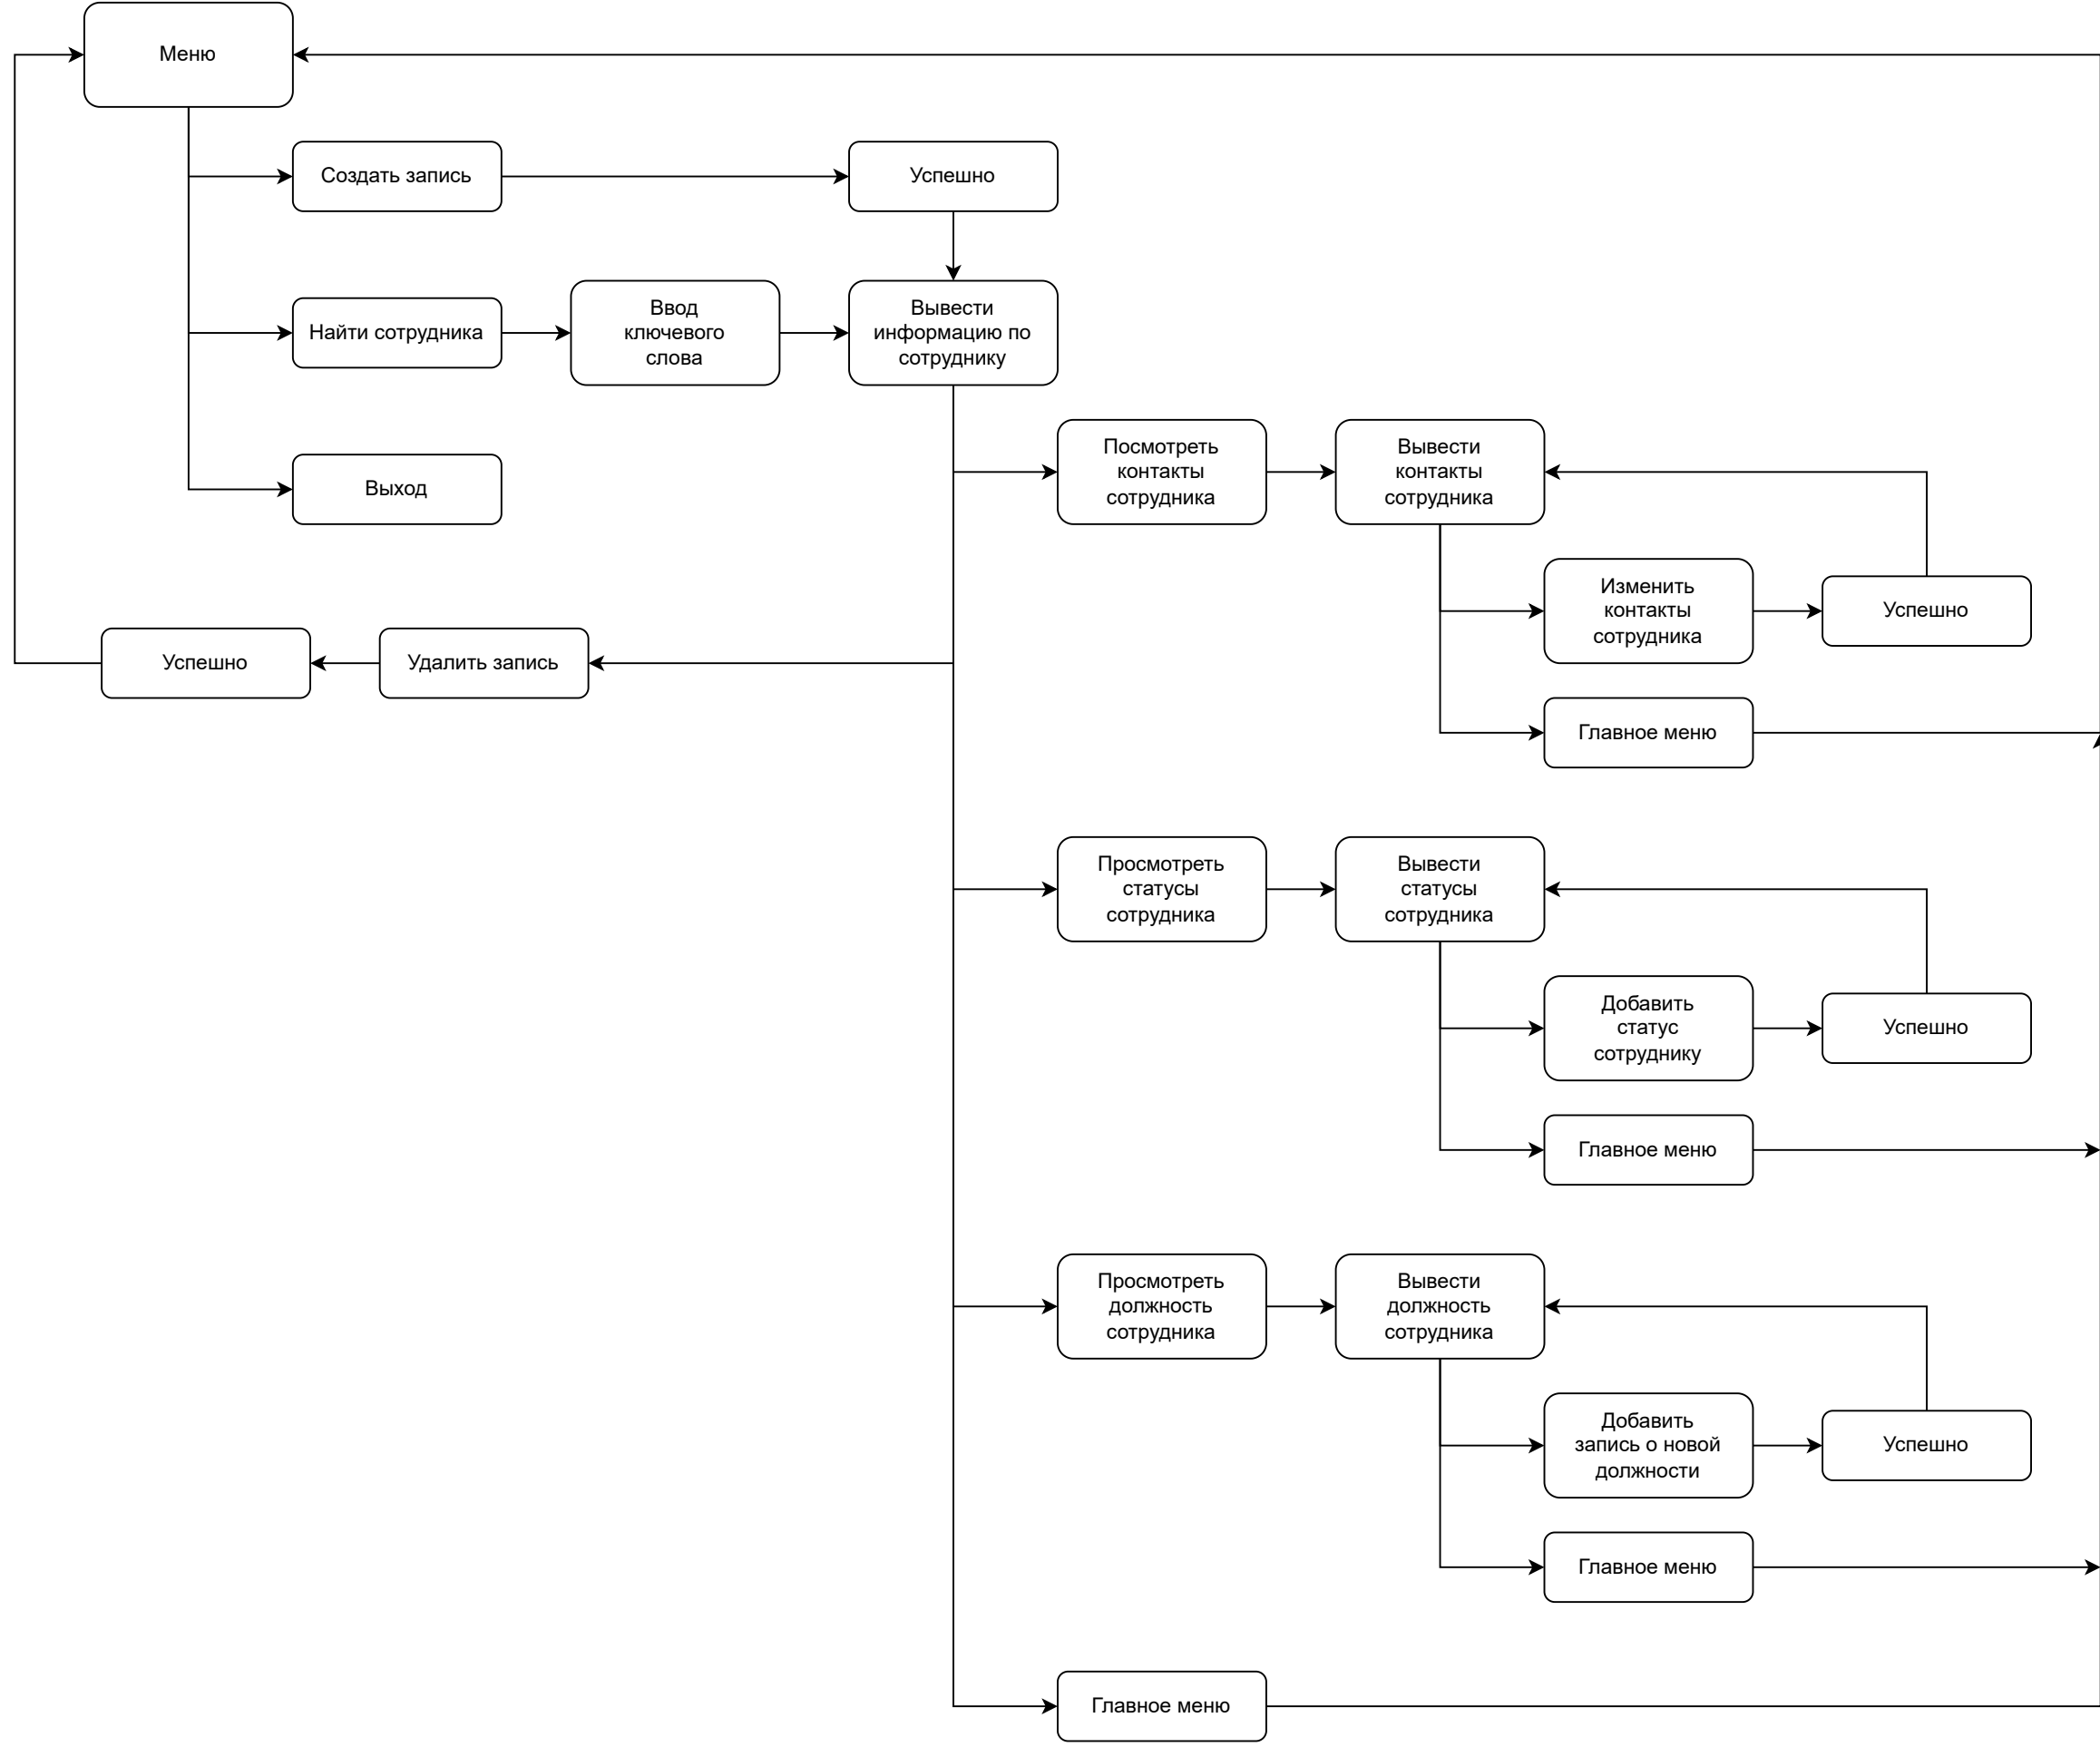 Меню
Создать запись
Успешно
Найти сотрудника
Ввод
ключевого
слова
Вывести
информацию по
сотруднику
Выход
Посмотреть
контакты
сотрудника
Вывести
контакты
сотрудника
Изменить
контакты
сотрудника
Успешно
Успешно
Удалить запись
Главное меню
Просмотреть
статусы
сотрудника
Вывести
статусы
сотрудника
Добавить
статус
сотруднику
Успешно
Главное меню
Просмотреть
должность
сотрудника
Вывести
должность
сотрудника
Добавить
запись о новой
должности
Успешно
Главное меню
Главное меню